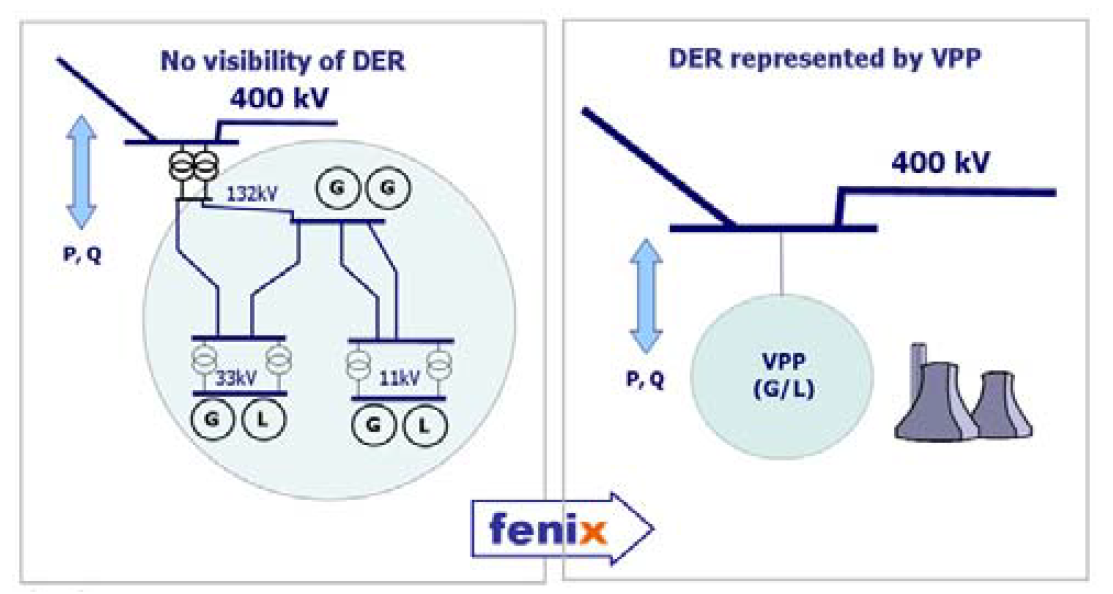 No visibility of DER
400 kV
132kV
G G
P, Q
33kV
11kV
G L
G L
DER represented by VPP
400 kV
P, Q
VPP
(G/L)
fenix